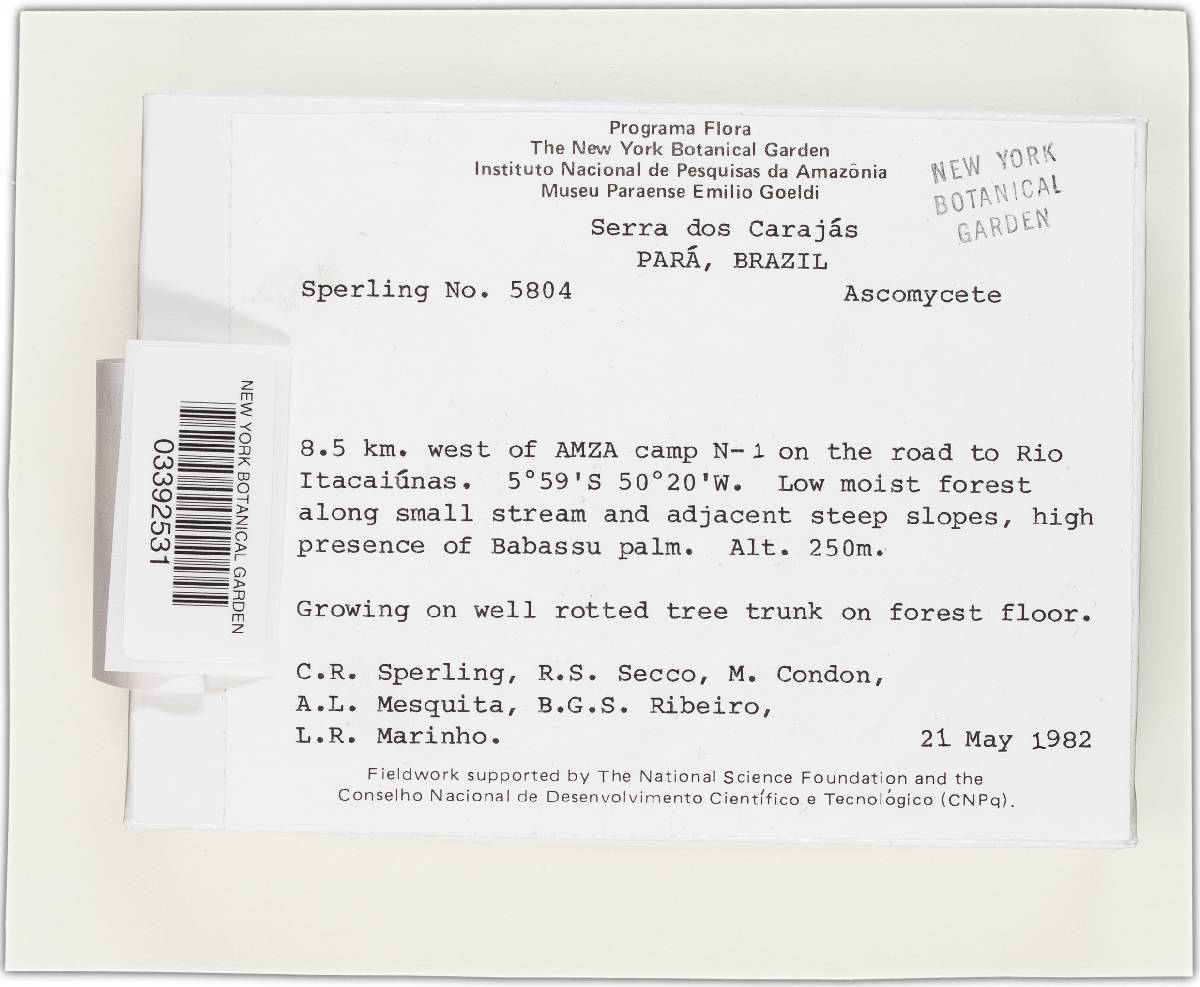 Programa Flora
The New York Botanical Garden
Instituto Nacional de Pesquisas da Amazônia
Museu Paraense Emilio Goeldi
NEW YORK
BOTANICAL
GARDEN
Serra dos Carajás
PARÁ, BRAZIL
Sperling No. 5804 Ascomycete
NEW YORK BOTANICAL GARDEN
03392531
8.5 km. west of AMZA camp N-1 on the road to Rio
Itacaiúnas. 5°59'S 50°20'W. Low moist forest
along small stream and adjacent steep slopes, high
presence of Babassu palm. Alt. 250m.
Growing on well rotted tree trunk on forest floor.
C.R. Sperling, R.S. Secco, M. Condon,
A.L. Mesquita, B.G.S. Ribeiro,
L.R. Marinho. 21 May 1982
Fieldwork supported by The National Science Foundation and the
Conselho Nacional de Desenvolvimento Científico e Tecnológico (CNPq).